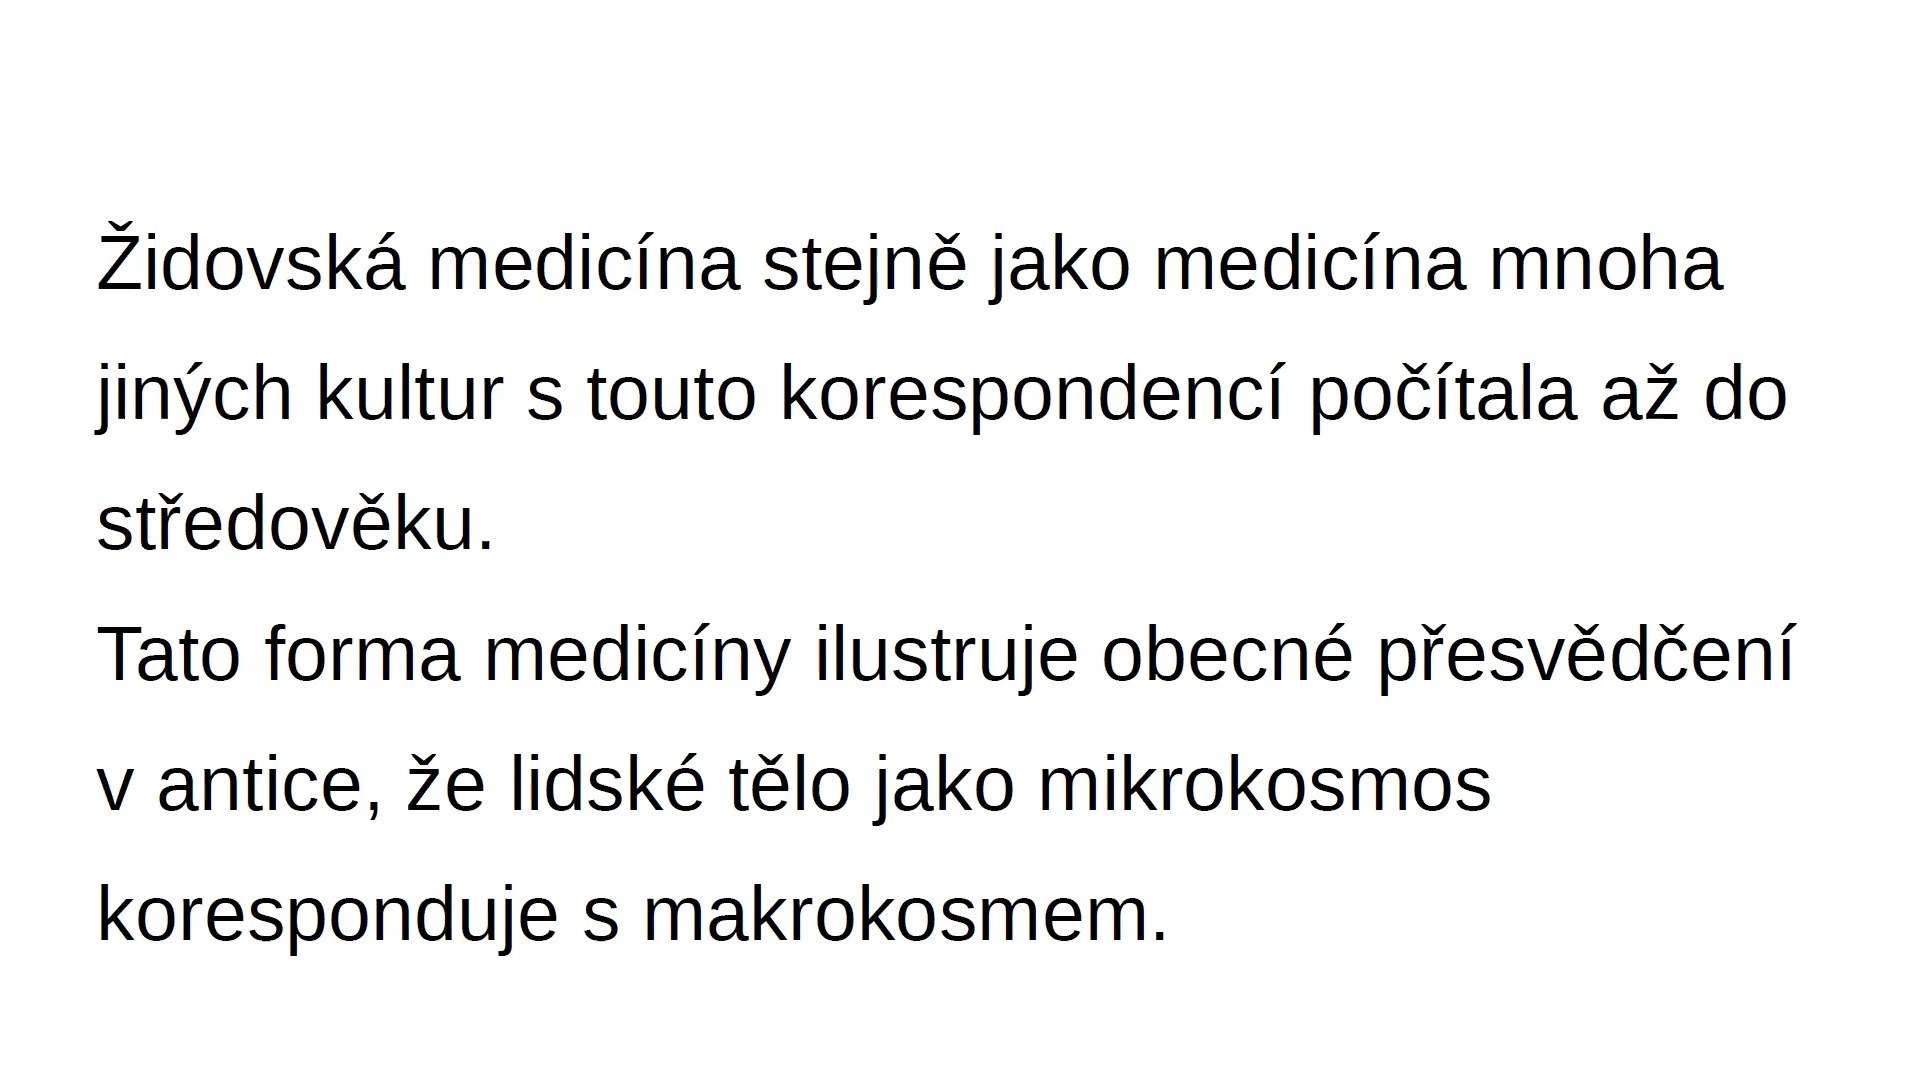 Židovská medicína stejně jako medicína mnoha
jiných kultur s touto korespondencí počítala až do
středověku.
Tato forma medicíny ilustruje obecné přesvědčení
v antice, že lidské tělo jako mikrokosmos
koresponduje s makrokosmem.